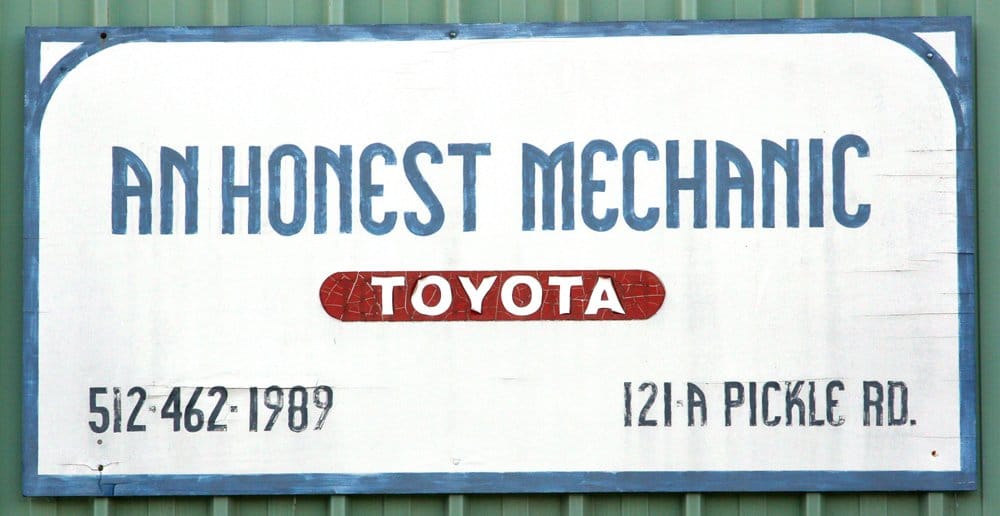 AN HONEST MECHANIC
TOYOTA
512-462-1989 121-A PICKLE RD.